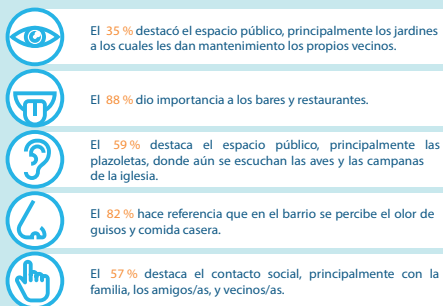 El 35 % destacó el espacio público, principalmente los jardines
a los cuales les dan mantenimiento los propios vecinos.
El 88 % dio importancia a los bares y restaurantes.
El 59 % destaca el espacio público, principalmente las
plazoletas, donde aún se escuchan las aves y las campanas
de la iglesia.
El 82 % hace referencia que en el barrio se percibe el olor de
guisos y comida casera.
El 57 % destaca el contacto social, principalmente con la
familia, los amigos/as, y vecinos/as.